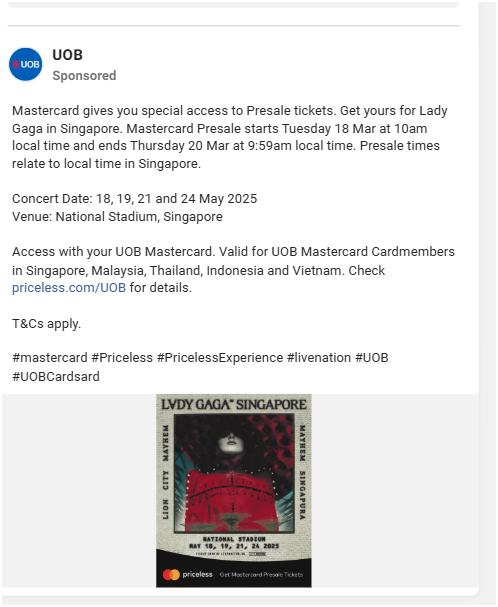 UOB
UOB
Sponsored
Mastercard gives you special access to Presale tickets. Get yours for Lady
Gaga in Singapore. Mastercard Presale starts Tuesday 18 Mar at 10am
local time and ends Thursday 20 Mar at 9:59am local time. Presale times
relate to local time in Singapore.
Concert Date: 18, 19, 21 and 24 May 2025
Venue: National Stadium, Singapore
Access with your UOB Mastercard. Valid for UOB Mastercard Cardmembers
in Singapore, Malaysia, Thailand, Indonesia and Vietnam. Check
priceless.com/UOB for details.
T&Cs apply.
#mastercard #Priceless #PricelessExperience #livenation #UOB
#UOBCardsard
LVDY GAGA" SINGAPORE
LION CITY MAYHEM
MAYHEM SINGAPURA
NATIONAL STADIUM
MAY 18, 19, 21, 24 2025
priceless Get Mastercard Presale Tickets